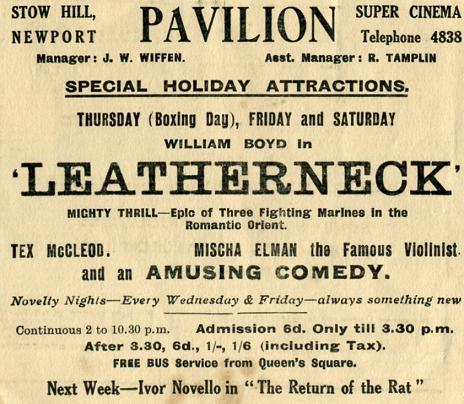 STOW HILL, PAVILION SUPER CINEMA
NEWPORT Telephone 4838
Manager: J. W. WIFFEN. Asst. Manager: R. TAMPLIN
SPECIAL HOLIDAY ATTRACTIONS.
THURSDAY (Boxing Day), FRIDAY and SATURDAY
WILLIAM BOYD in
'LEATHERNECK'
MIGHTY THRILL—Epic of Three Fighting Marines in the
Romantic Orient.
TEX McCLEOD. MISCHA ELMAN the Famous Violinist.
and an AMUSING COMEDY.
Novelty Nights—Every Wednesday & Friday—always something new
Continuous 2 to 10.30 p.m. Admission 6d. Only till 3.30 p.m.
After 3.30, 6d., 1/-, 1/6 (including Tax).
FREE BUS Service from Queen's Square.
Next Week—Ivor Novello in "The Return of the Rat"